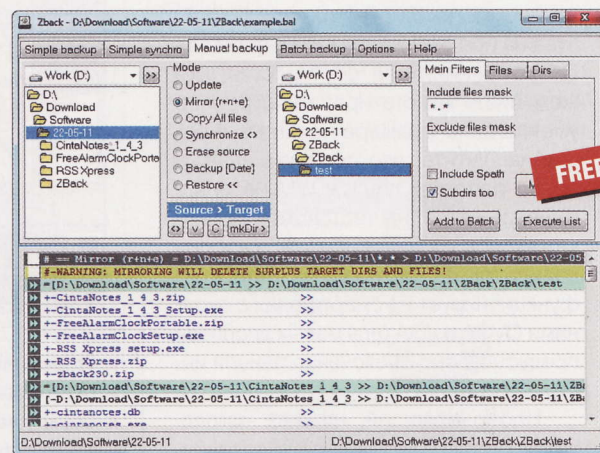 Zback - D:\Download\Software\22-05-11\ZBack\example.bal
Simple backup Simple synchro Manual backup Batch backup Options Help
Work (D:) >>
D:\
Download
Software
22-05-11
CintaNotes_1_4_3
FreeAlarmClockPorta
RSS Xpress
ZBack
Mode
Update
Mirror (r+n+e)
Copy All files
Synchronize <>
Erase source
Backup [Date]
Restore <<
Source > Target
<> v C mkDir>
Work (D:) >>
D:\
Download
Software
22-05-11
ZBack
ZBack
test
Main Filters Files Dirs
Include files mask
*.*
Exclude files mask
Include Spath
Subdirs too
FREE
Add to Batch Execute List
# == Mirror (r+n+e) = D:\Download\Software\22-05-11\*.* > D:\Download\Software\22-05-
#-WARNING: MIRRORING WILL DELETE SURPLUS TARGET DIRS AND FILES!
=[D:\Download\Software\22-05-11 >> D:\Download\Software\22-05-11\ZBack\ZBack\test
+-CintaNotes_1_4_3.zip >>
+-CintaNotes_1_4_3_Setup.exe >>
+-FreeAlarmClockPortable.zip >>
+-FreeAlarmClockSetup.exe >>
+-RSS Xpress setup.exe >>
+-RSS Xpress.zip >>
+-zback230.zip >>
=[D:\Download\Software\22-05-11\CintaNotes_1_4_3 >> D:\Download\Software\22-05-11\ZBa
[-D:\Download\Software\22-05-11\CintaNotes_1_4_3 >> D:\Download\Software\22-05-11\ZBa
+-cintanotes.db >>
+-cintanotes.exe >>
D:\Download\Software\22-05-11 D:\Download\Software\22-05-11\ZBack\ZBack\test